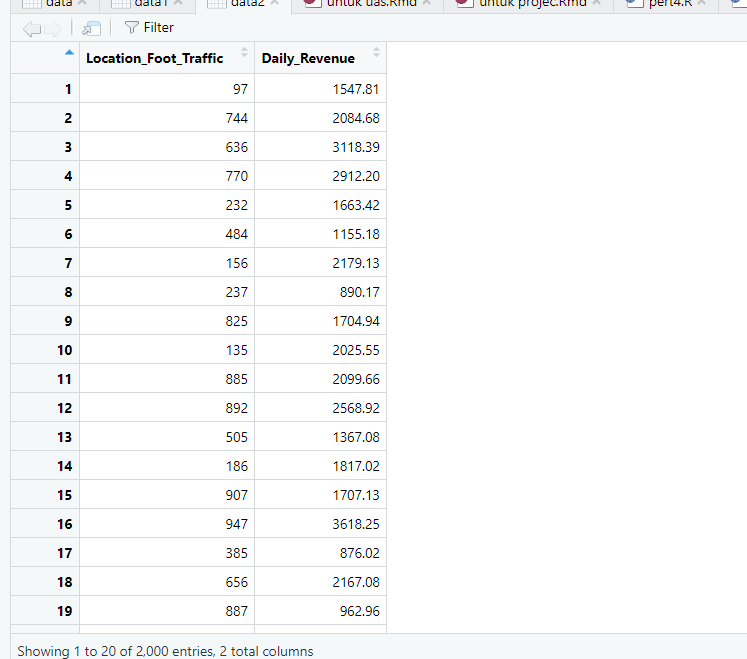 data data1 data2 untuk uas.Rmd untuk projec.Rmd pert4.R
Filter
Location_Foot_Traffic Daily_Revenue
1 97 1547.81
2 744 2084.68
3 636 3118.39
4 770 2912.20
5 232 1663.42
6 484 1155.18
7 156 2179.13
8 237 890.17
9 825 1704.94
10 135 2025.55
11 885 2099.66
12 892 2568.92
13 505 1367.08
14 186 1817.02
15 907 1707.13
16 947 3618.25
17 385 876.02
18 656 2167.08
19 887 962.96
Showing 1 to 20 of 2,000 entries, 2 total columns